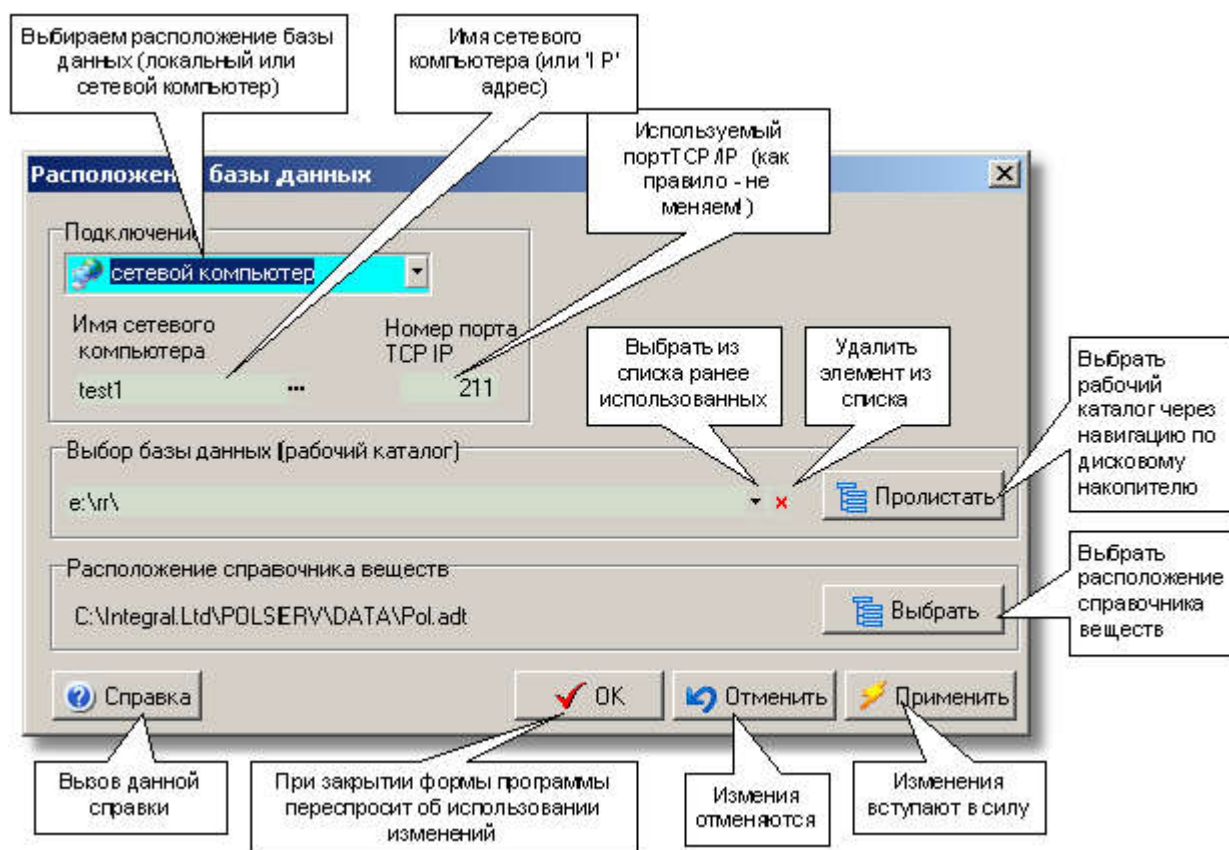 Выбираем расположение базы
данных (локальный или
сетевой компьютер)
Имя сетевого
компьютера (или 'I P'
адрес)
Используемый
портTCP/IP (как
правило - не
меняем! )
базы данных
Подключение
сетевой компьютер
Имя сетевого
компьютера
Номер порта
TCP IP
test1
...
211
Выбрать из
списка ранее
использованных
Удалить
элемент из
списка
Выбрать
рабочий
каталог через
навигацию по
дисковому
накопителю
Выбор базы данных (рабочий каталог)
e:\rr\
Пролистать
Расположение справочника веществ
C:\Integral.Ltd\POLSERV\DATA\Pol.adt
Выбрать
Выбрать
расположение
справочника
веществ
Справка
OK
Отменить
Применить
Вызов данной
справки
При закрытии формы программы
переспросит об использовании
изменений
Измения
отменяются
Изменения
вступают в силу